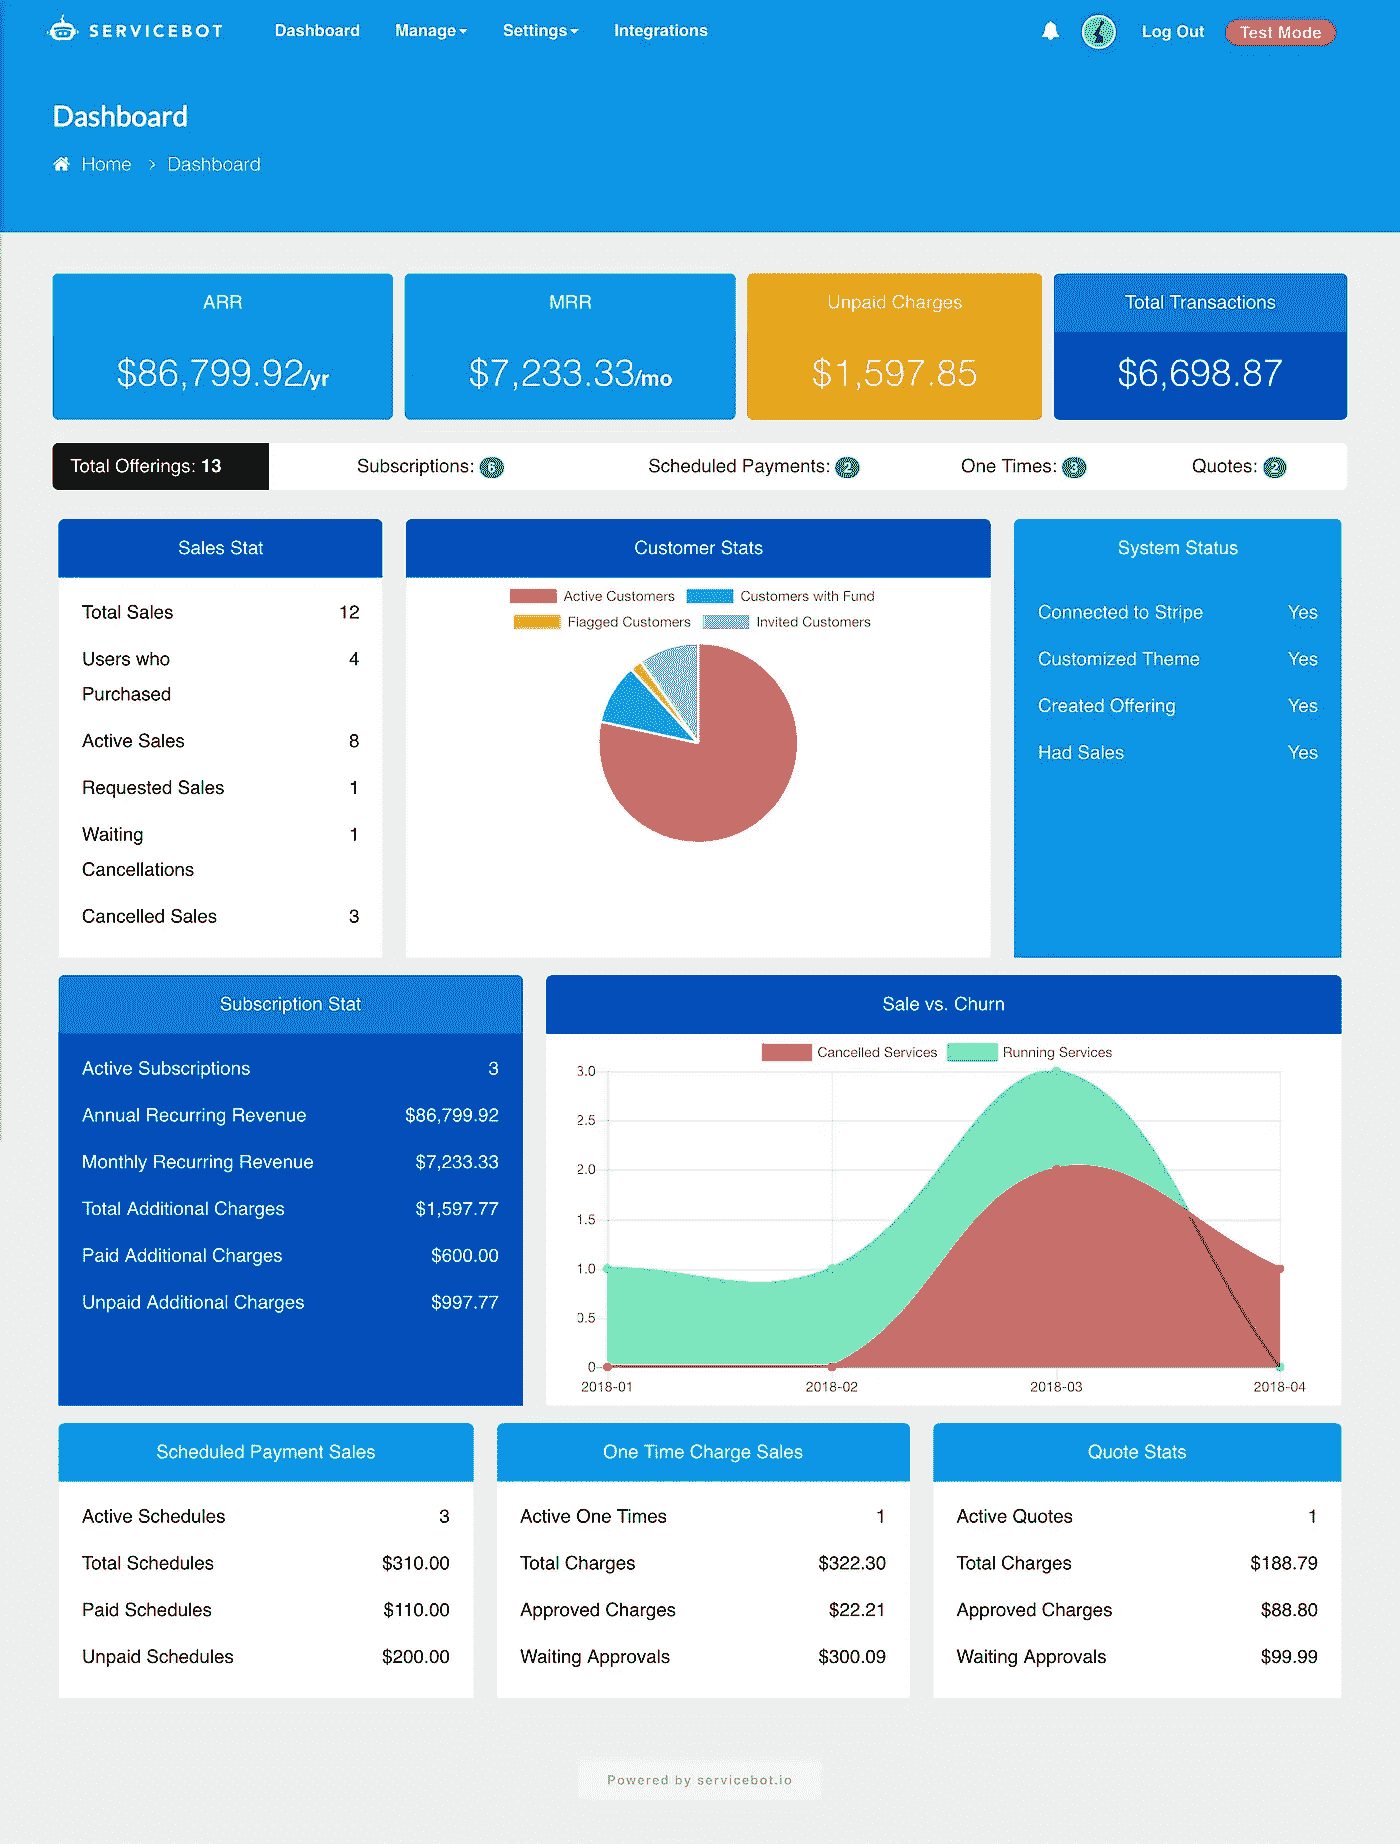 SERVICEBOT Dashboard Manage Settings Integrations Log Out Test Mode
Dashboard
Home > Dashboard
ARR MRR Unpaid Charges Total Transactions
$86,799.92/yr $7,233.33/mo $1,597.85 $6,698.87
Total Offerings: 13 Subscriptions: 6 Scheduled Payments: 2 One Times: 3 Quotes: 2
Sales Stat
Total Sales 12
Users who Purchased 4
Active Sales 8
Requested Sales 1
Waiting Cancellations 1
Cancelled Sales 3
Customer Stats
Active Customers Customers with Fund
Flagged Customers Invited Customers
System Status
Connected to Stripe Yes
Customized Theme Yes
Created Offering Yes
Had Sales Yes
Subscription Stat
Active Subscriptions 3
Annual Recurring Revenue $86,799.92
Monthly Recurring Revenue $7,233.33
Total Additional Charges $1,597.77
Paid Additional Charges $600.00
Unpaid Additional Charges $997.77
Sale vs. Churn
Cancelled Services Running Services
3.0
2.5
2.0
1.5
1.0
0.5
0
2018-01 2018-02 2018-03 2018-04
Scheduled Payment Sales
Active Schedules 3
Total Schedules $310.00
Paid Schedules $110.00
Unpaid Schedules $200.00
One Time Charge Sales
Active One Times 1
Total Charges $322.30
Approved Charges $22.21
Waiting Approvals $300.09
Quote Stats
Active Quotes 1
Total Charges $188.79
Approved Charges $88.80
Waiting Approvals $99.99
Powered by servicebot.io